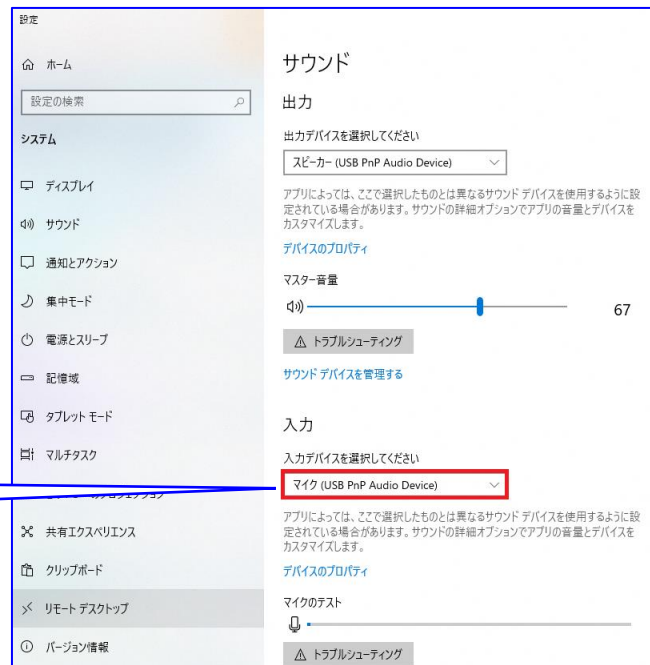 設定
ホーム
設定の検索
システム
ディスプレイ
サウンド
通知とアクション
集中モード
電源とスリープ
記憶域
タブレット モード
マルチタスク
共有エクスペリエンス
クリップボード
リモート デスクトップ
バージョン情報
サウンド
出力
出力デバイスを選択してください
スピーカー (USB PnP Audio Device)
アプリによっては、ここで選択したものとは異なるサウンド デバイスを使用するように設
定されている場合があります。サウンドの詳細オプションでアプリの音量とデバイスを
カスタマイズします。
デバイスのプロパティ
マスター音量
67
トラブルシューティング
サウンド デバイスを管理する
入力
入力デバイスを選択してください
マイク (USB PnP Audio Device)
アプリによっては、ここで選択したものとは異なるサウンド デバイスを使用するように設
定されている場合があります。サウンドの詳細オプションでアプリの音量とデバイスを
カスタマイズします。
デバイスのプロパティ
マイクのテスト
トラブルシューティング